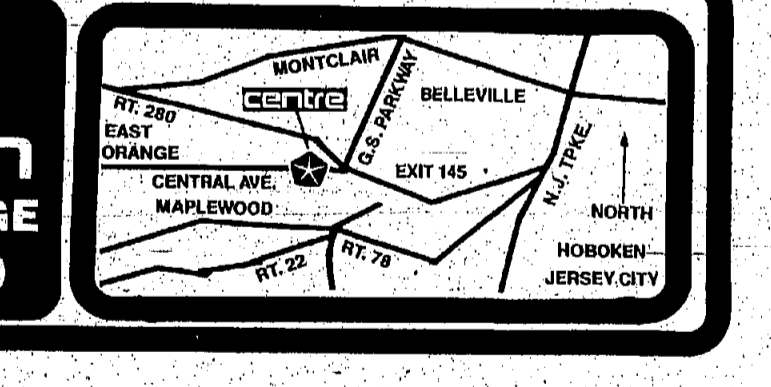 MONTCLAIR
centre
G.S. PARKWAY
BELLEVILLE
RT. 280
EAST
ORANGE
CENTRAL AVE.
MAPLEWOOD
EXIT 145
N.J. TPKE.
NORTH
HOBOKEN
JERSEY CITY
RT. 22
RT. 78